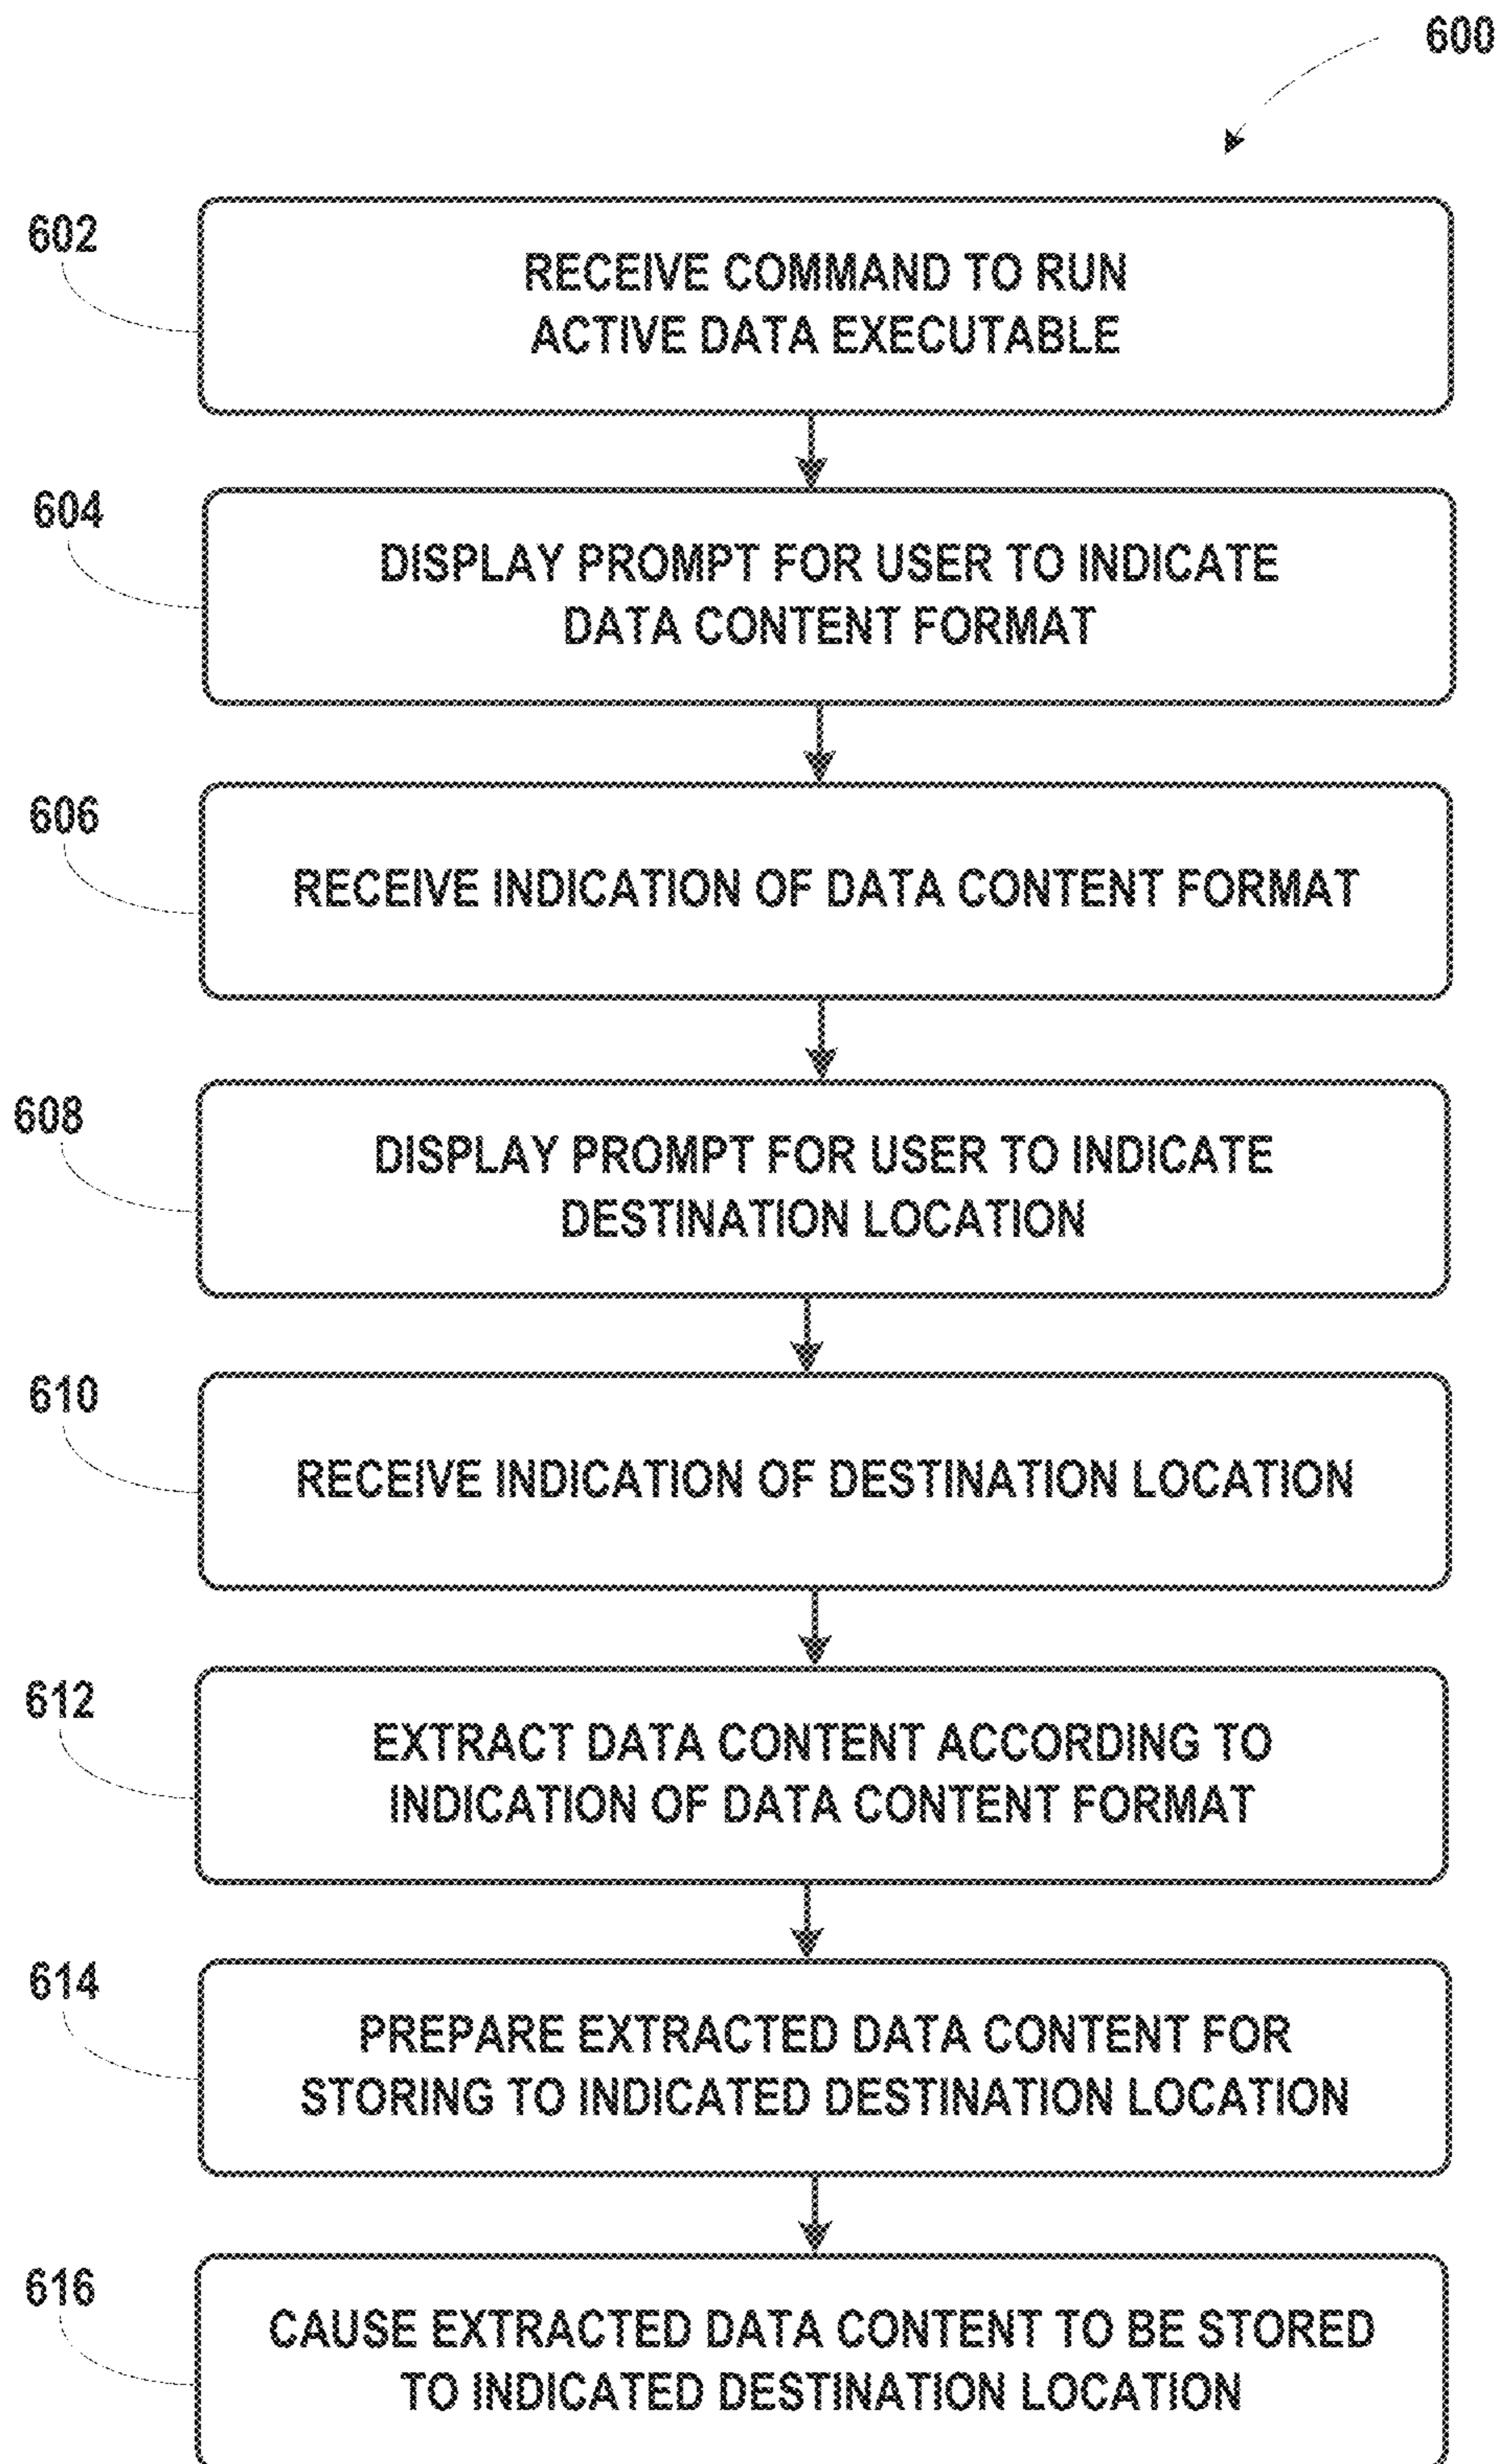 600
602
RECEIVE COMMAND TO RUN
ACTIVE DATA EXECUTABLE
604
DISPLAY PROMPT FOR USER TO INDICATE
DATA CONTENT FORMAT
606
RECEIVE INDICATION OF DATA CONTENT FORMAT
608
DISPLAY PROMPT FOR USER TO INDICATE
DESTINATION LOCATION
610
RECEIVE INDICATION OF DESTINATION LOCATION
612
EXTRACT DATA CONTENT ACCORDING TO
INDICATION OF DATA CONTENT FORMAT
614
PREPARE EXTRACTED DATA CONTENT FOR
STORING TO INDICATED DESTINATION LOCATION
616
CAUSE EXTRACTED DATA CONTENT TO BE STORED
TO INDICATED DESTINATION LOCATION